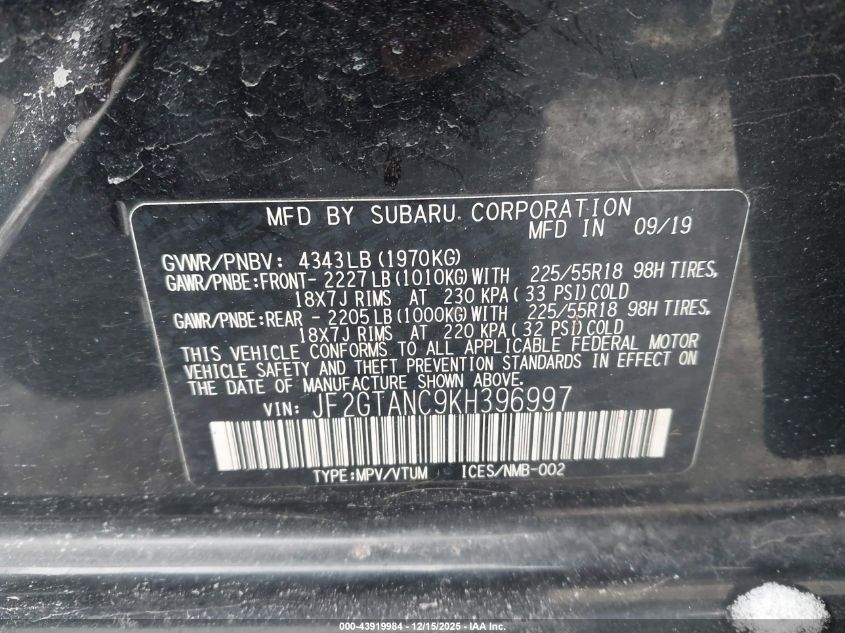 MFD BY SUBARU CORPORATION
MFD IN 09/19
GVWR/PNBV: 4343LB (1970KG)
GAWR/PNBE:FRONT- 2227LB (1010KG) WITH 225/55R18 98H TIRES,
18X7J RIMS AT 230 KPA ( 33 PSI) COLD
GAWR/PNBE:REAR - 2205LB (1000KG) WITH 225/55R18 98H TIRES,
18X7J RIMS AT 220 KPA ( 32 PSI) COLD
THIS VEHICLE CONFORMS TO ALL APPLICABLE FEDERAL MOTOR
VEHICLE SAFETY AND THEFT PREVENTION STANDARDS IN EFFECT ON
THE DATE OF MANUFACTURE SHOWN ABOVE.
VIN: JF2GTANC9KH396997
TYPE:MPV/VTUM ICES/NMB-002
000-43919984 - 12/15/2025 - IAA Inc.